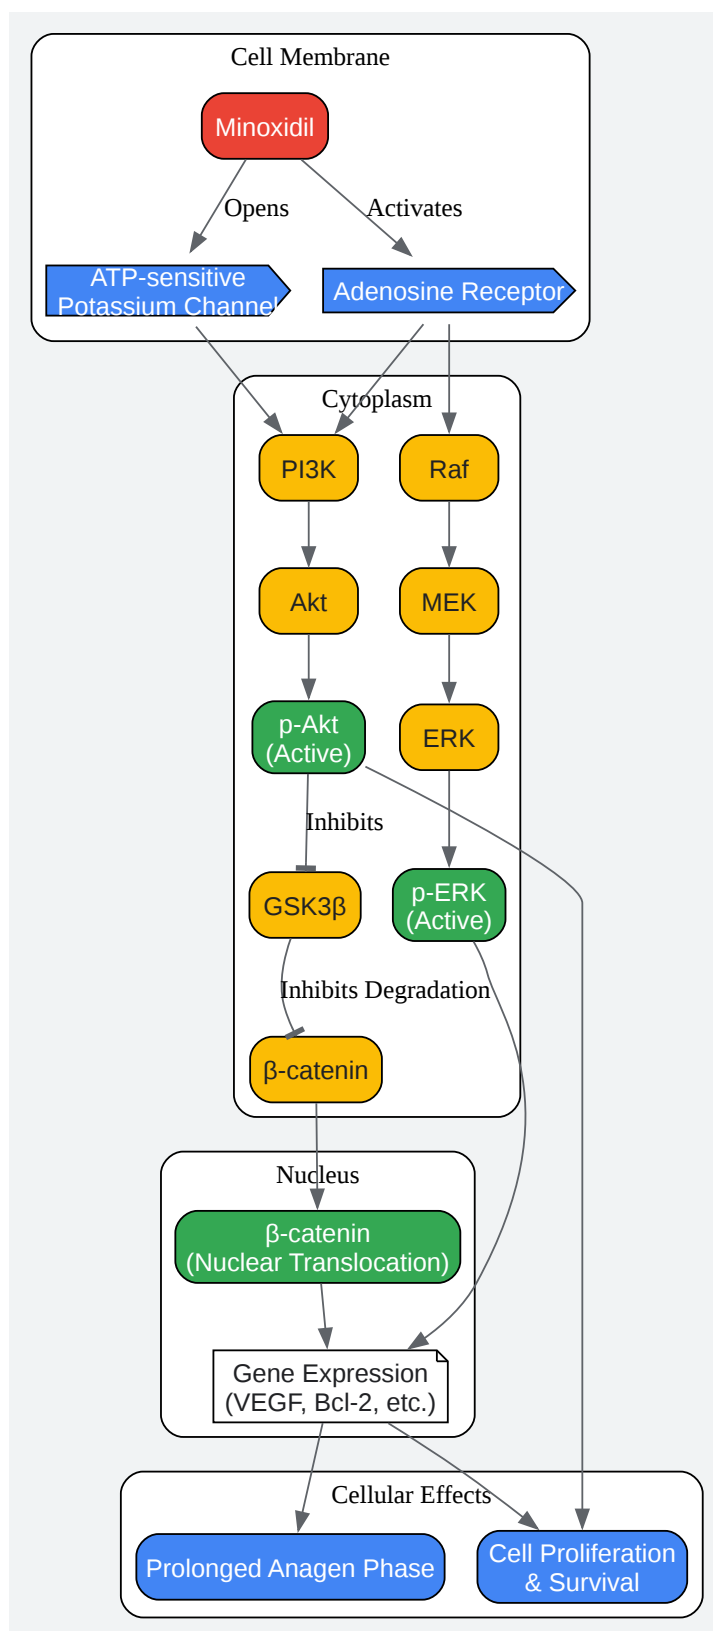 Cell Membrane
Minoxidil
Opens
Activates
ATP-sensitive
Potassium Channel
Adenosine Receptor
Cytoplasm
PI3K
Raf
Akt
MEK
p-Akt
(Active)
ERK
Inhibits
GSK3β
p-ERK
(Active)
Inhibits Degradation
β-catenin
Nucleus
β-catenin
(Nuclear Translocation)
Gene Expression
(VEGF, Bcl-2, etc.)
Cellular Effects
Prolonged Anagen Phase
Cell Proliferation
& Survival